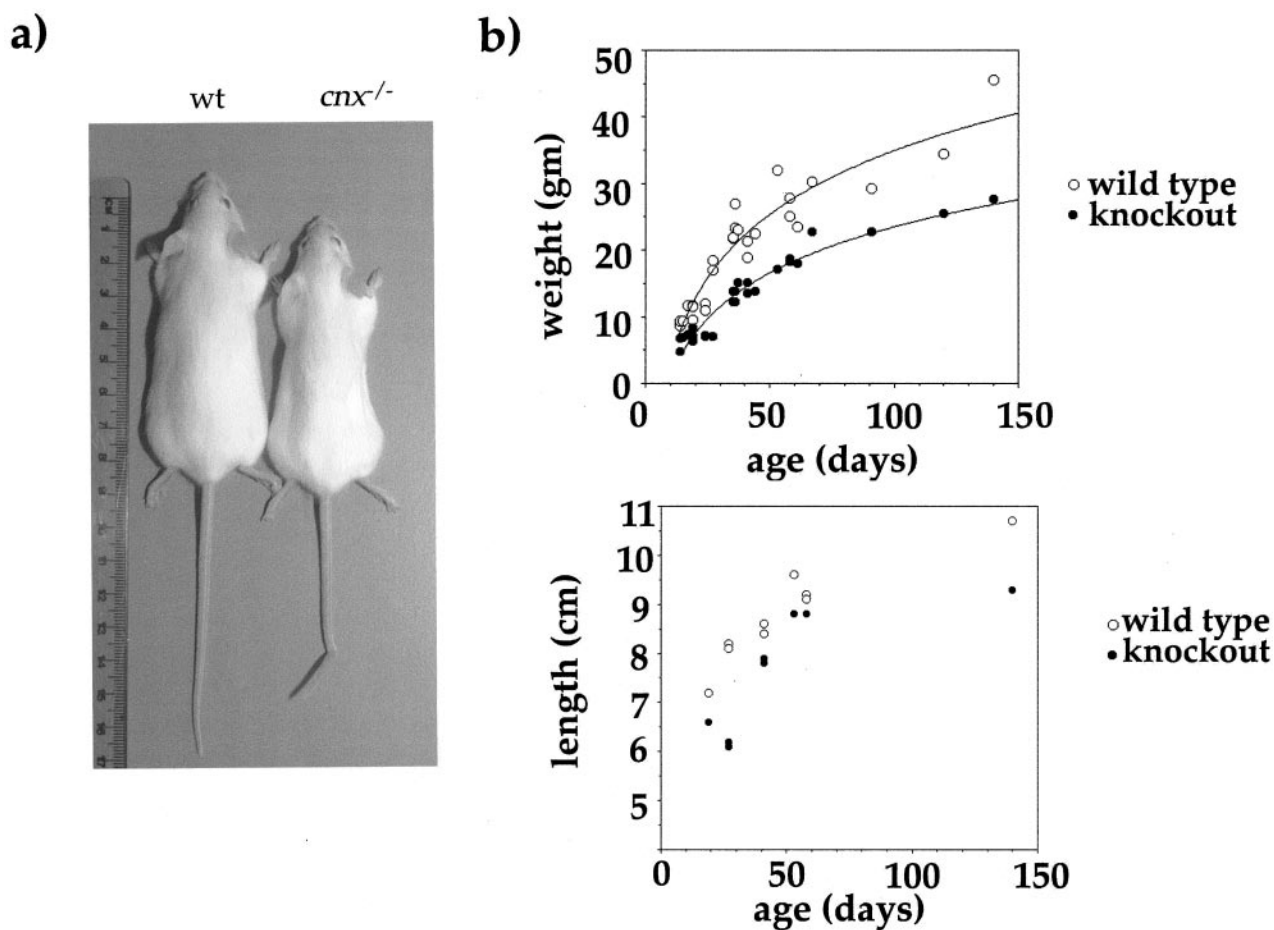 a)
wt cnx-/-
b)
50
40
30
20
10
0
weight (gm)
0 50 100 150
age (days)
○ wild type
● knockout
11
10
9
8
7
6
5
length (cm)
0 50 100 150
age (days)
○ wild type
● knockout